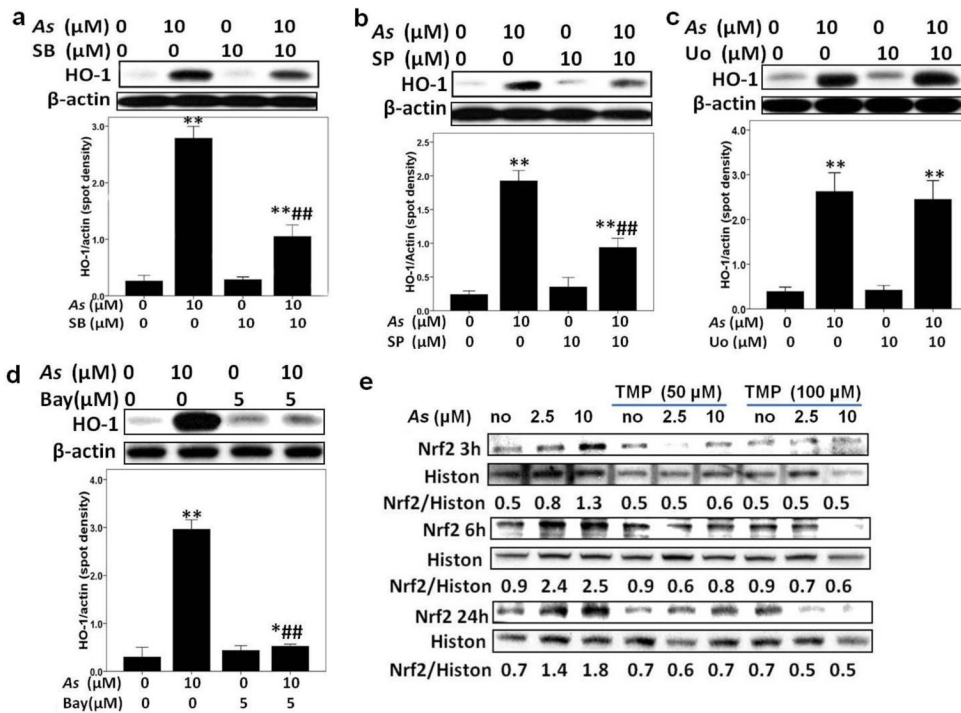 a
As (μM) 0 10 0 10
SB (μM) 0 0 10 10
HO-1
β-actin
HO-1/actin (spot density)
3.0
2.0
1.0
0.0
** **##
As 0 10 0 10
(μM)
SB 0 0 10 10
b
As (μM) 0 10 0 10
SP (μM) 0 0 10 10
HO-1
β-actin
HO-1/Actin (spot density)
2.5
2.0
1.5
1.0
0.5
0.0
** **##
As (μM) 0 10 0 10
SP (μM) 0 0 10 10
c
As (μM) 0 10 0 10
Uo (μM) 0 0 10 10
HO-1
β-actin
HO-1/actin (spot density)
4.0
3.0
2.0
1.0
0.0
** **
As (μM) 0 10 0 10
Uo (μM) 0 0 10 10
d
As (μM) 0 10 0 10
Bay(μM) 0 0 5 5
HO-1
β-actin
HO-1/actin (spot density)
4.0
3.0
2.0
1.0
0.0
** *##
As 0 10 0 10
(μM)
Bay(μM) 0 0 5 5
e
TMP (50 μM) TMP (100 μM)
As (μM) no 2.5 10 no 2.5 10 no 2.5 10
Nrf2 3h
Histon
Nrf2/Histon 0.5 0.8 1.3 0.5 0.5 0.6 0.5 0.5 0.5
Nrf2 6h
Histon
Nrf2/Histon 0.9 2.4 2.5 0.9 0.6 0.8 0.9 0.7 0.6
Nrf2 24h
Histon
Nrf2/Histon 0.7 1.4 1.8 0.7 0.6 0.7 0.7 0.5 0.5